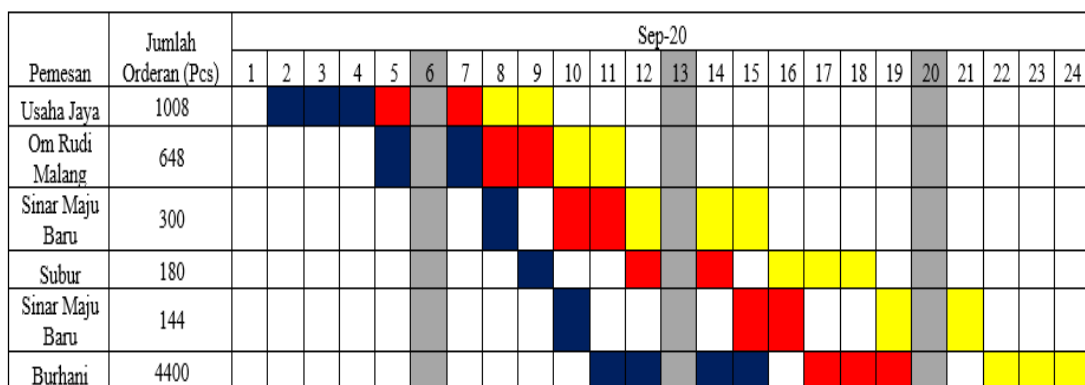 Pemesan Jumlah Orderan (Pcs) Sep-20
1 2 3 4 5 6 7 8 9 10 11 12 13 14 15 16 17 18 19 20 21 22 23 24
Usaha Jaya 1008
Om Rudi Malang 648
Sinar Maju Baru 300
Subur 180
Sinar Maju Baru 144
Burhani 4400